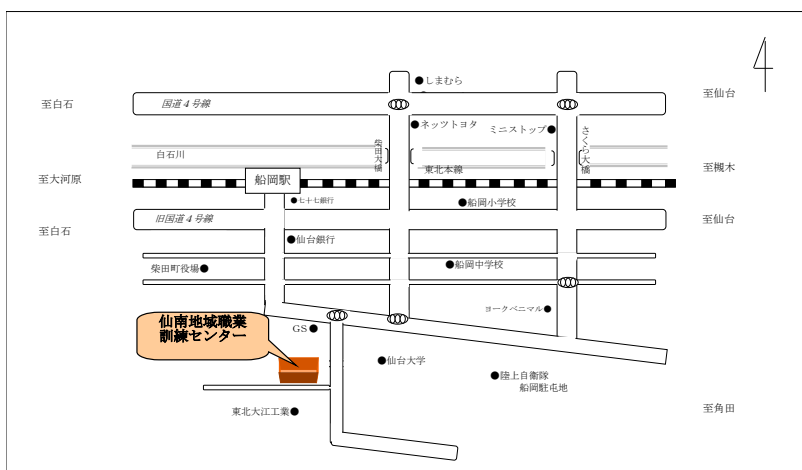 しまむら
至仙台
至白石
国道４号線
ネッツトヨタ
ミニストップ
柴田大橋
さくら大橋
白石川
東北本線
至槻木
至大河原
船岡駅
七十七銀行
船岡小学校
旧国道４号線
至仙台
至白石
仙台銀行
柴田町役場
船岡中学校
ヨークベニマル
仙南地域職業
訓練センター
GS
仙台大学
陸上自衛隊
船岡駐屯地
東北大江工業
至角田